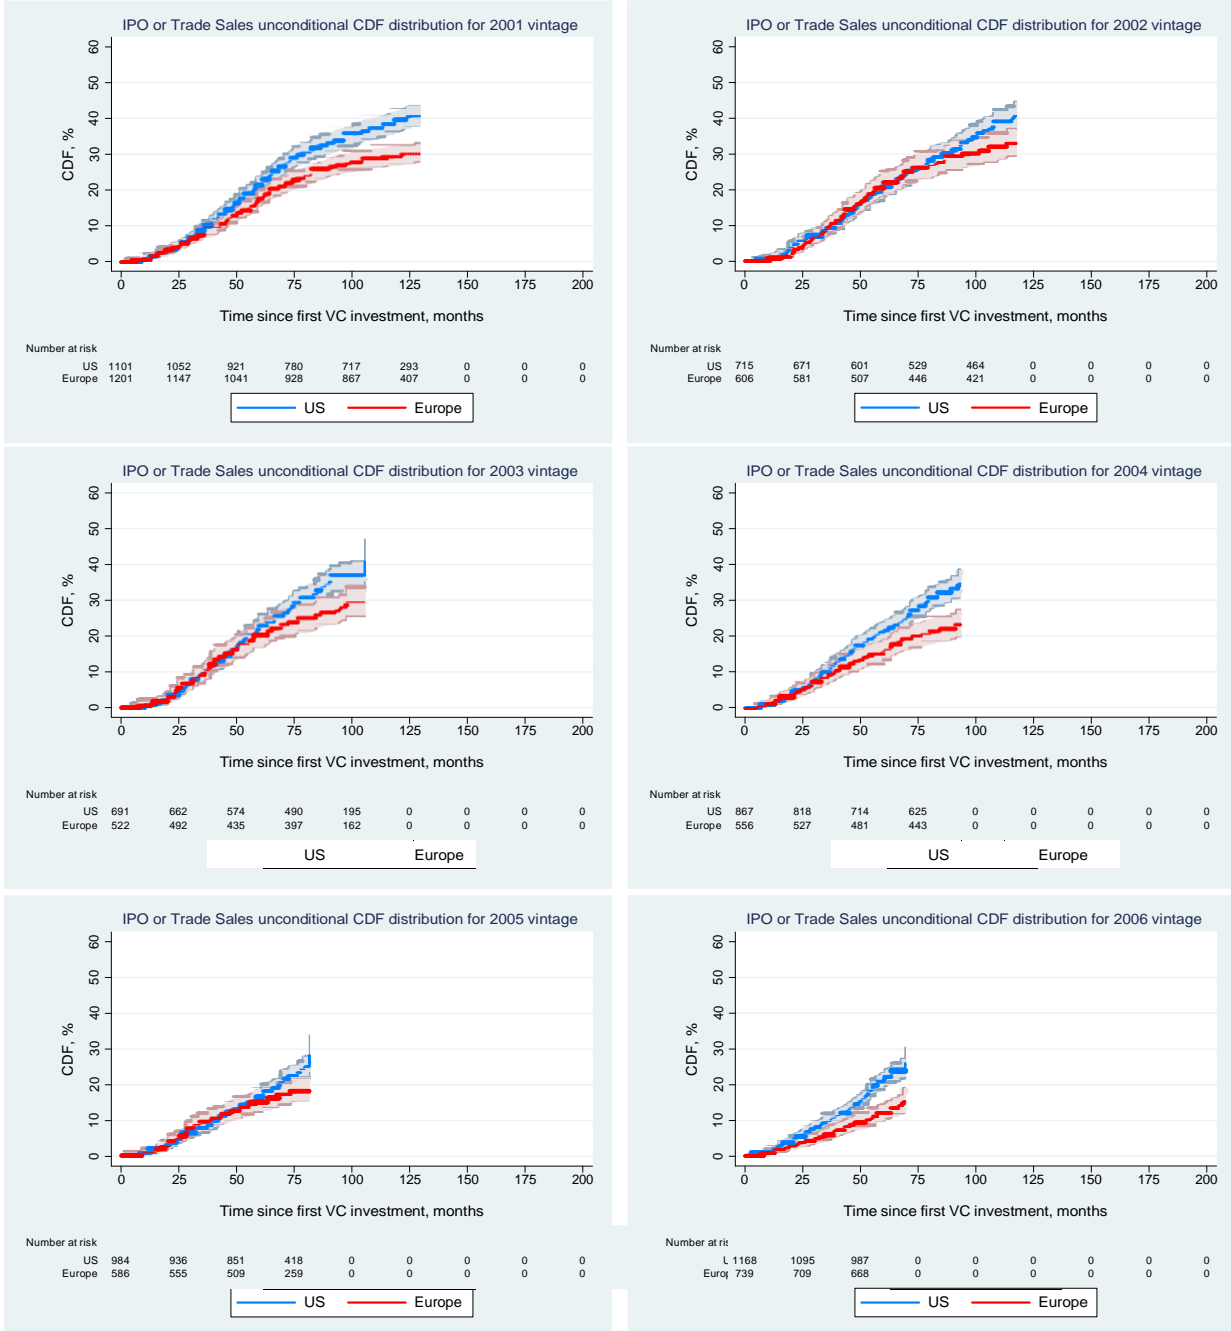 IPO or Trade Sales unconditional CDF distribution for 2001 vintage
60
50
40
30
20
10
0
CDF, %
0 25 50 75 100 125 150 175 200
Time since first VC investment, months
Number at risk
US 1101 1052 921 780 717 293 0 0 0
Europe 1201 1147 1041 928 867 407 0 0 0
US Europe
IPO or Trade Sales unconditional CDF distribution for 2002 vintage
60
50
40
30
20
10
0
CDF, %
0 25 50 75 100 125 150 175 200
Time since first VC investment, months
Number at risk
US 715 671 601 529 464 0 0 0 0
Europe 606 581 507 446 421 0 0 0 0
US Europe
IPO or Trade Sales unconditional CDF distribution for 2003 vintage
60
50
40
30
20
10
0
CDF, %
0 25 50 75 100 125 150 175 200
Time since first VC investment, months
Number at risk
US 691 662 574 490 195 0 0 0 0
Europe 522 492 435 397 162 0 0 0 0
US Europe
IPO or Trade Sales unconditional CDF distribution for 2004 vintage
60
50
40
30
20
10
0
CDF, %
0 25 50 75 100 125 150 175 200
Time since first VC investment, months
Number at risk
US 867 818 714 625 0 0 0 0 0
Europe 556 527 481 443 0 0 0 0 0
US Europe
IPO or Trade Sales unconditional CDF distribution for 2005 vintage
60
50
40
30
20
10
0
CDF, %
0 25 50 75 100 125 150 175 200
Time since first VC investment, months
Number at risk
US 984 936 851 418 0 0 0 0 0
Europe 586 555 509 259 0 0 0 0 0
US Europe
IPO or Trade Sales unconditional CDF distribution for 2006 vintage
60
50
40
30
20
10
0
CDF, %
0 25 50 75 100 125 150 175 200
Time since first VC investment, months
Number at
1168 1095 987 0 0 0 0 0 0
739 709 668 0 0 0 0 0 0
US Europe